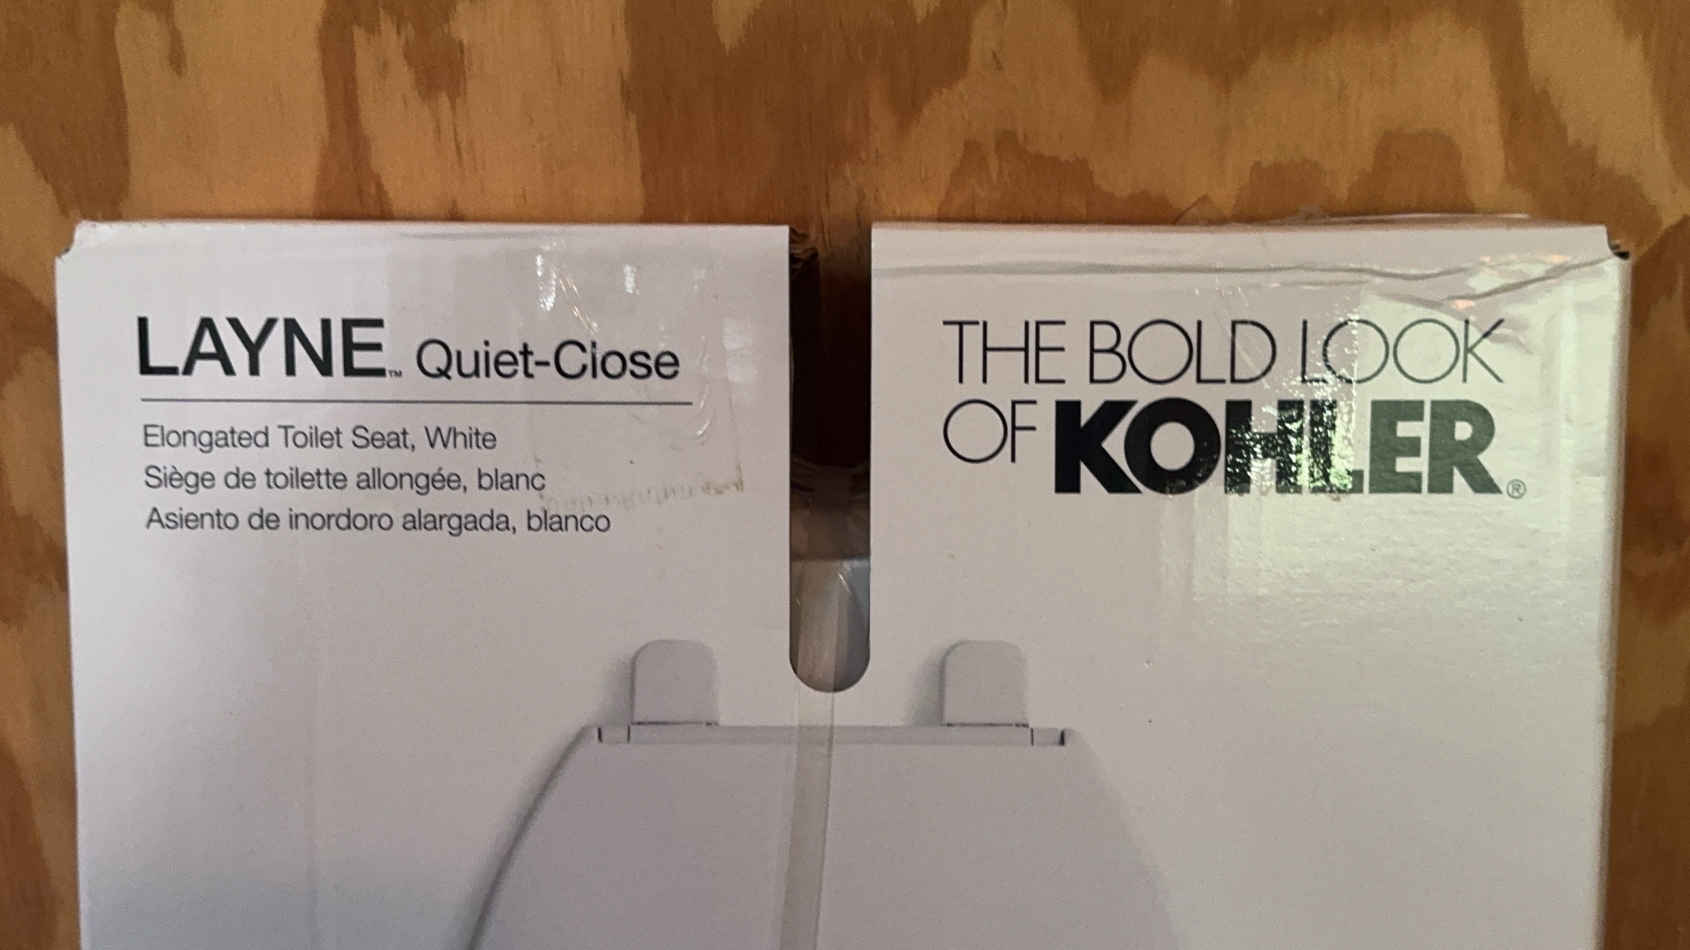 LAYNE™ Quiet-Close
Elongated Toilet Seat, White
Siège de toilette allongée, blanc
Asiento de inordoro alargada, blanco
THE BOLD LOOK
OF KOHLER®